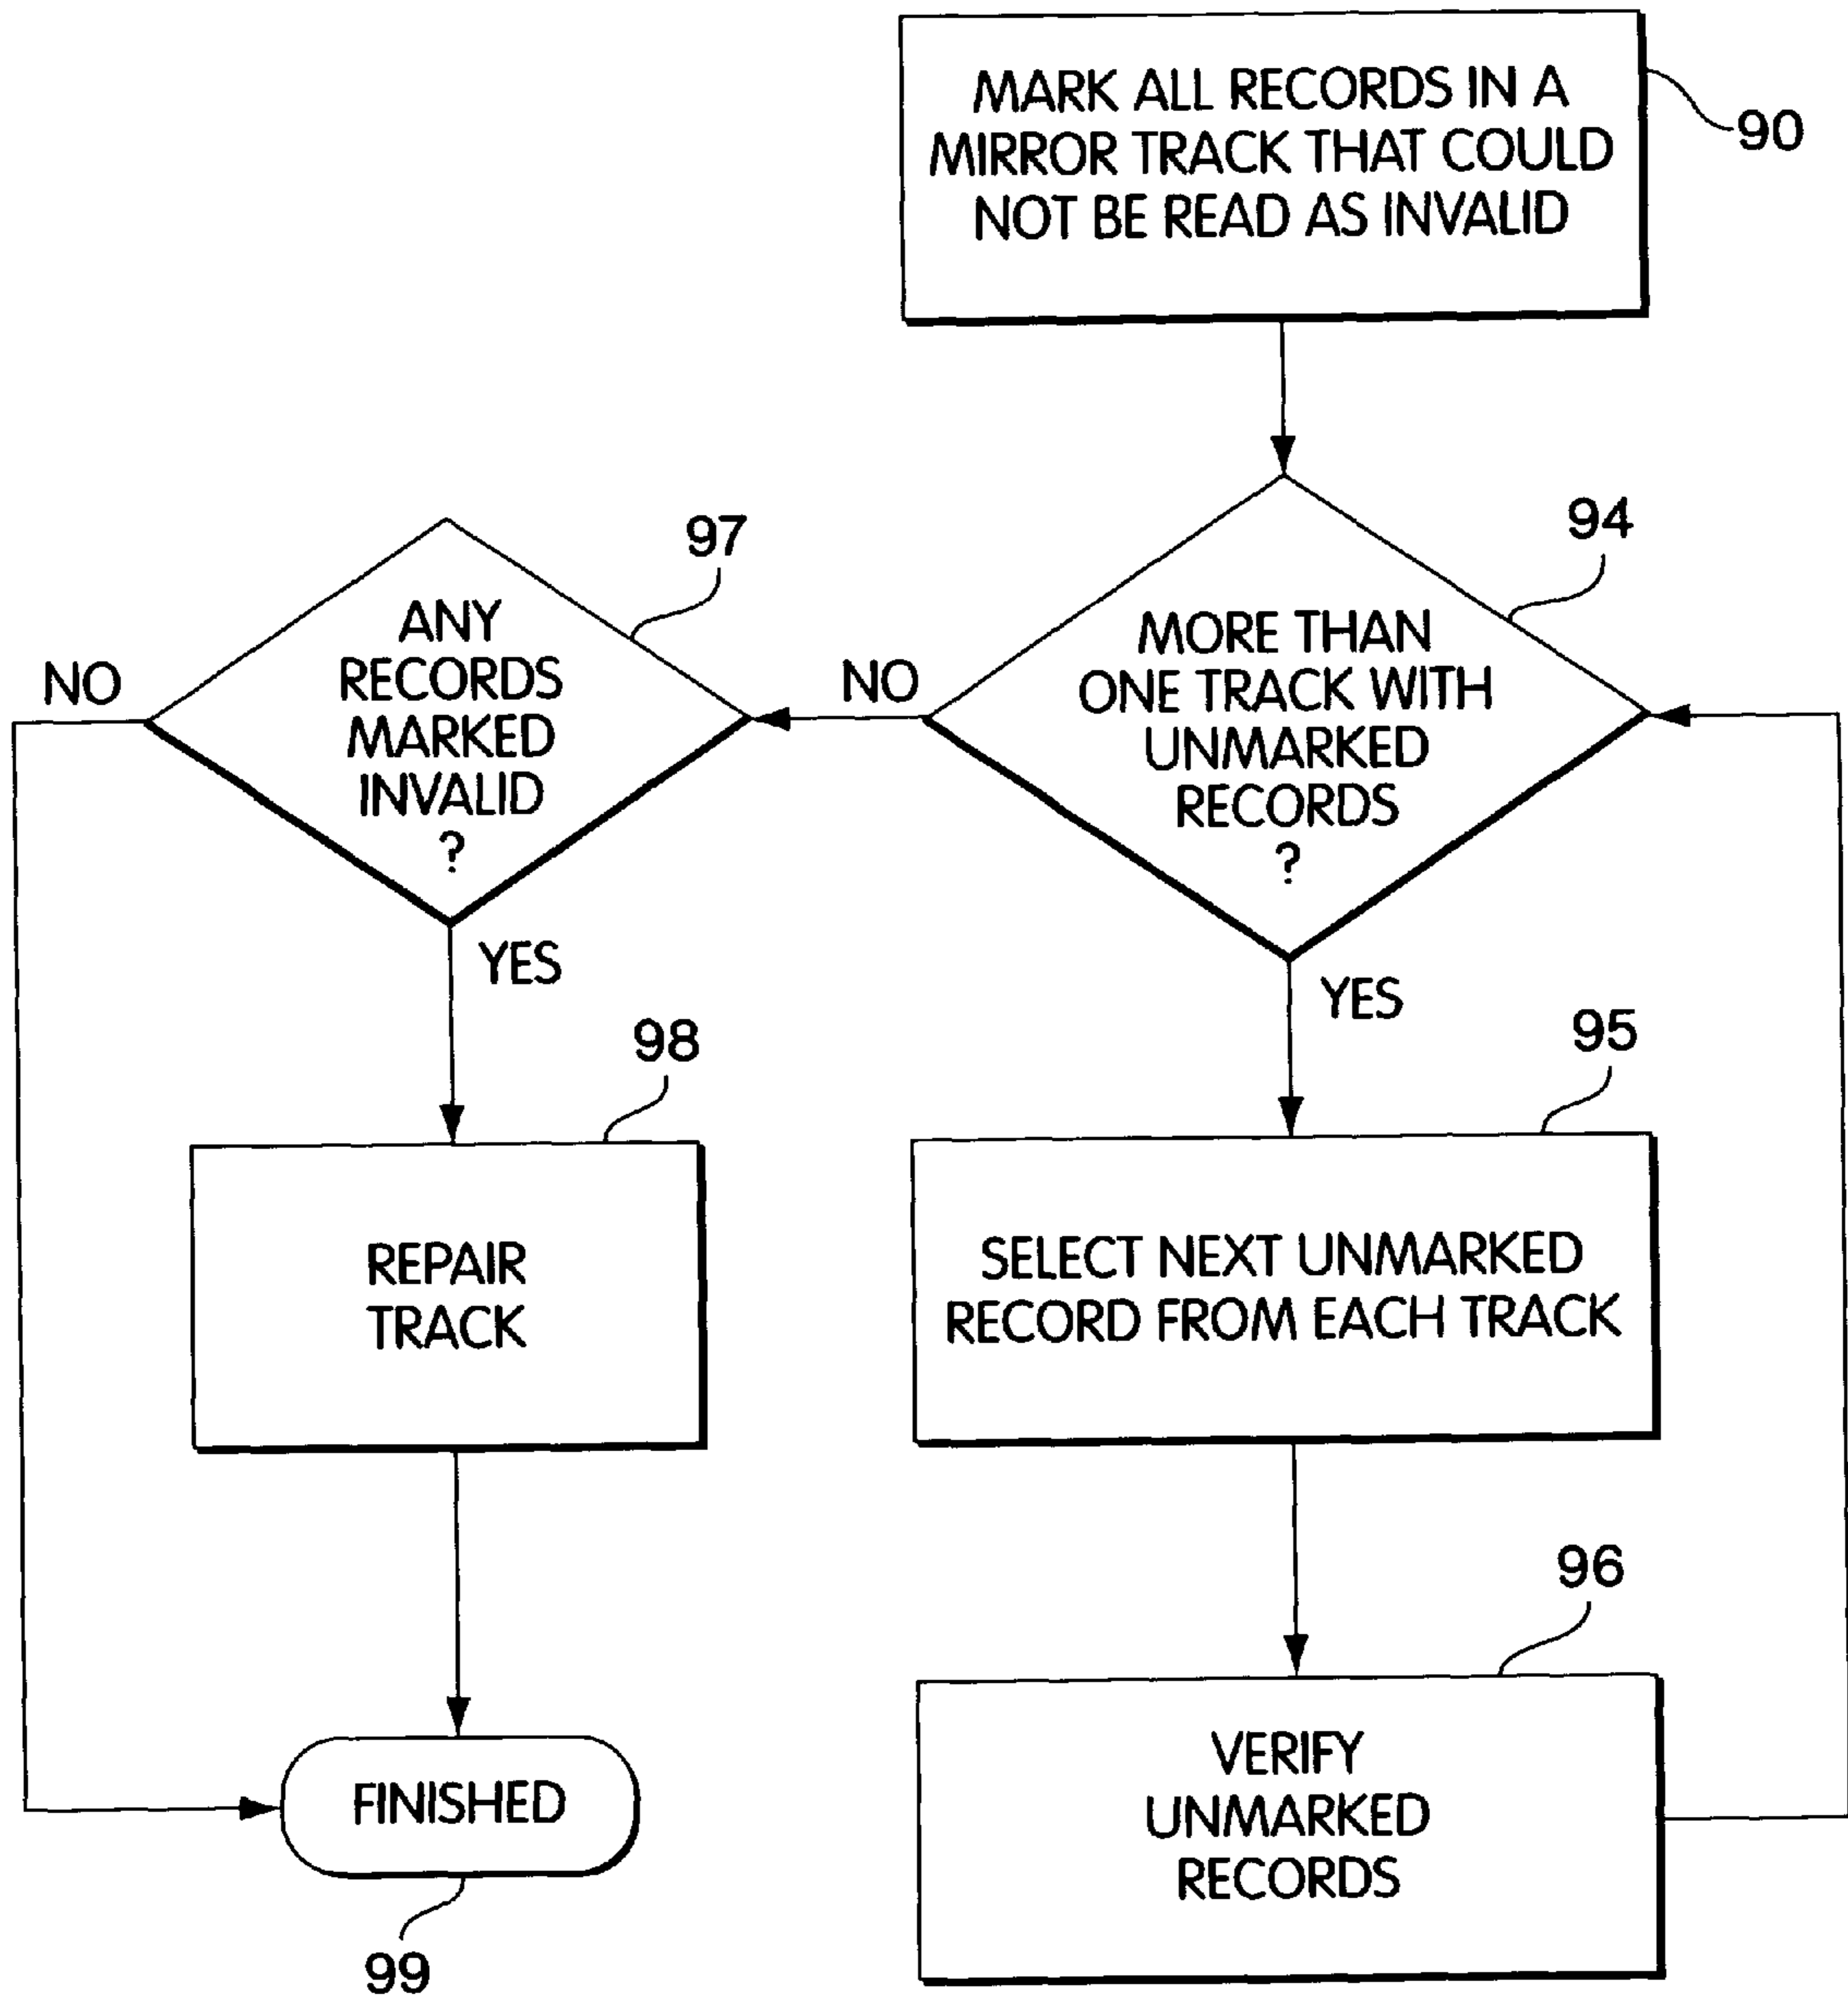 MARK ALL RECORDS IN A
MIRROR TRACK THAT COULD
NOT BE READ AS INVALID
90
94
MORE THAN
ONE TRACK WITH
UNMARKED
RECORDS
?
NO
YES
97
ANY
RECORDS
MARKED
INVALID
?
NO
YES
95
SELECT NEXT UNMARKED
RECORD FROM EACH TRACK
96
VERIFY
UNMARKED
RECORDS
98
REPAIR
TRACK
FINISHED
99